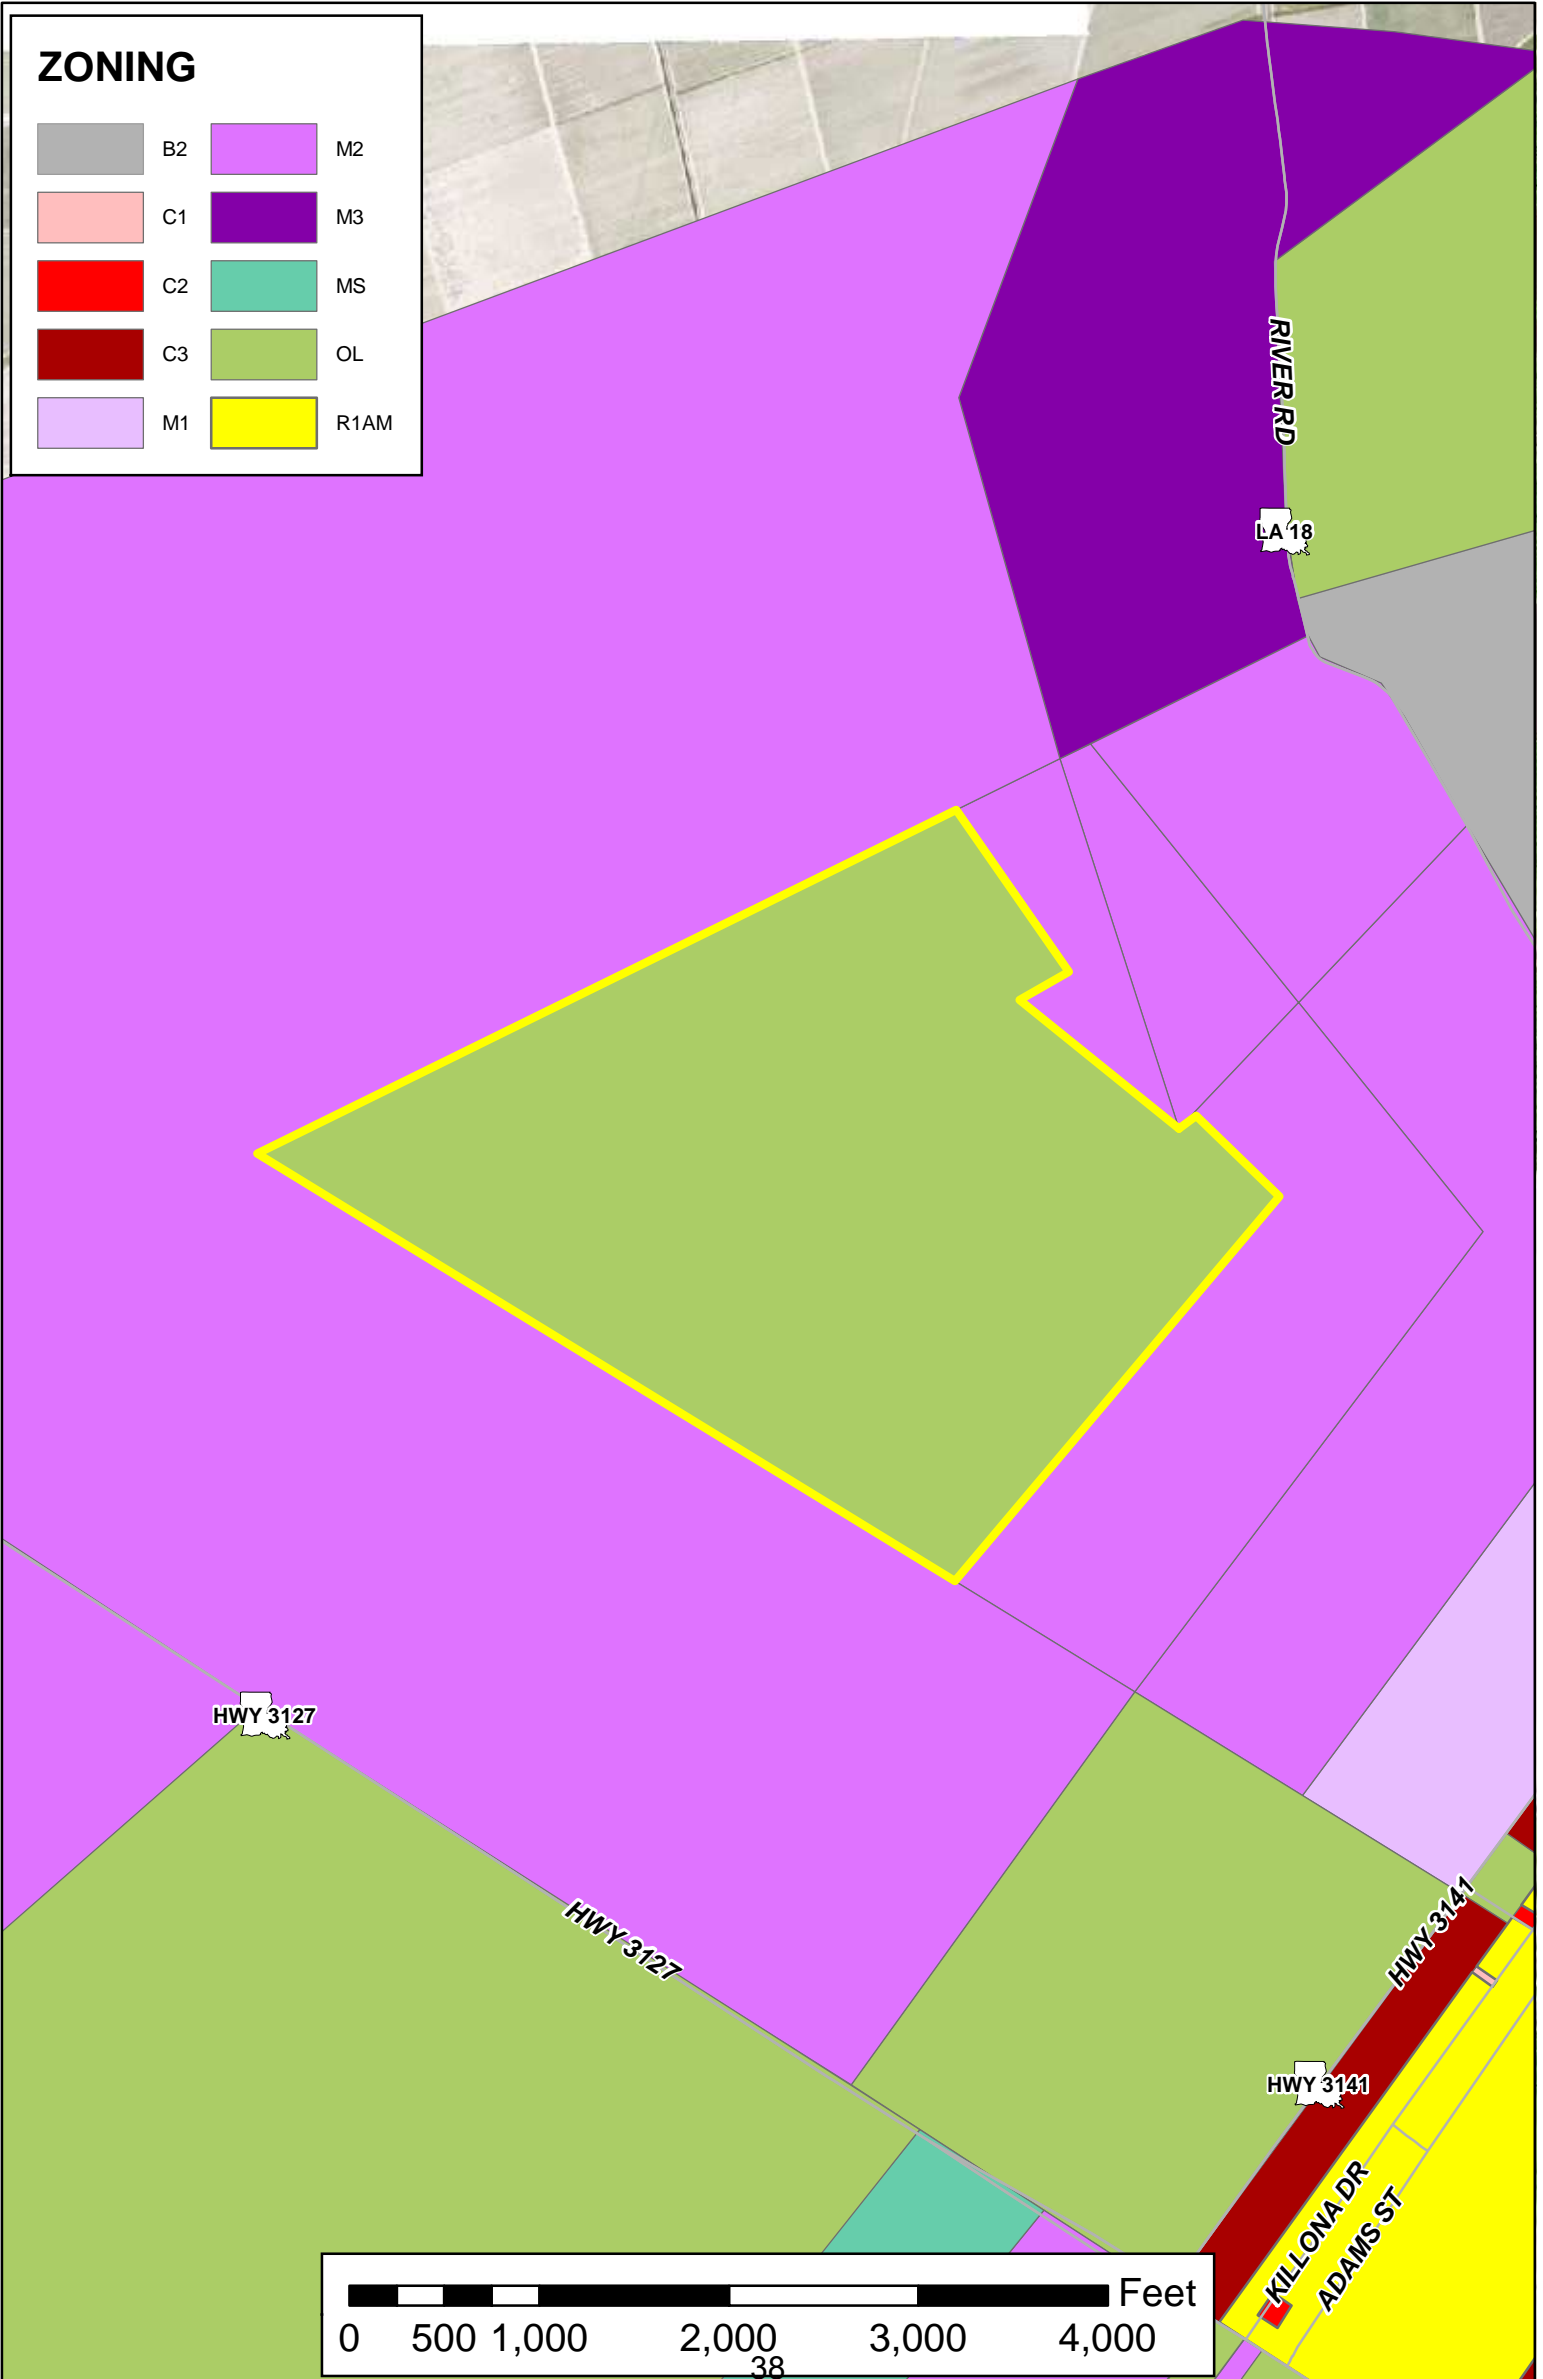 ZONING
B2
M2
C1
M3
C2
MS
C3
OL
M1
R1AM
RIVER RD
LA 18
HWY 3127
HWY 3127
HWY 3141
HWY 3141
KILLONA DR
ADAMS ST
Feet
0 500 1,000 2,000 3,000 4,000
38